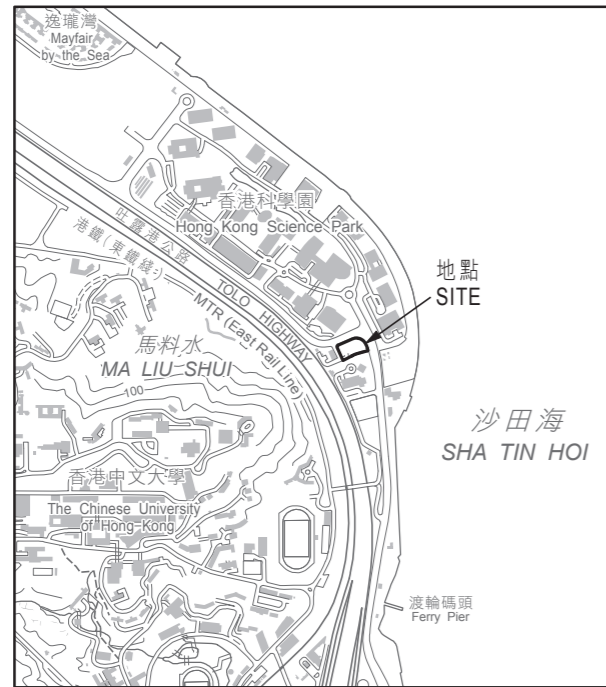 逸瓏灣
Mayfair
by the Sea
香港科學園
Hong Kong Science Park
吐露港公路
TOLO HIGHWAY
港鐵(東鐵綫)
MTR (East Rail Line)
地點
SITE
馬料水
MA LIU SHUI
100
沙田海
SHA TIN HOI
香港中文大學
The Chinese University
of Hong Kong
渡輪碼頭
Ferry Pier